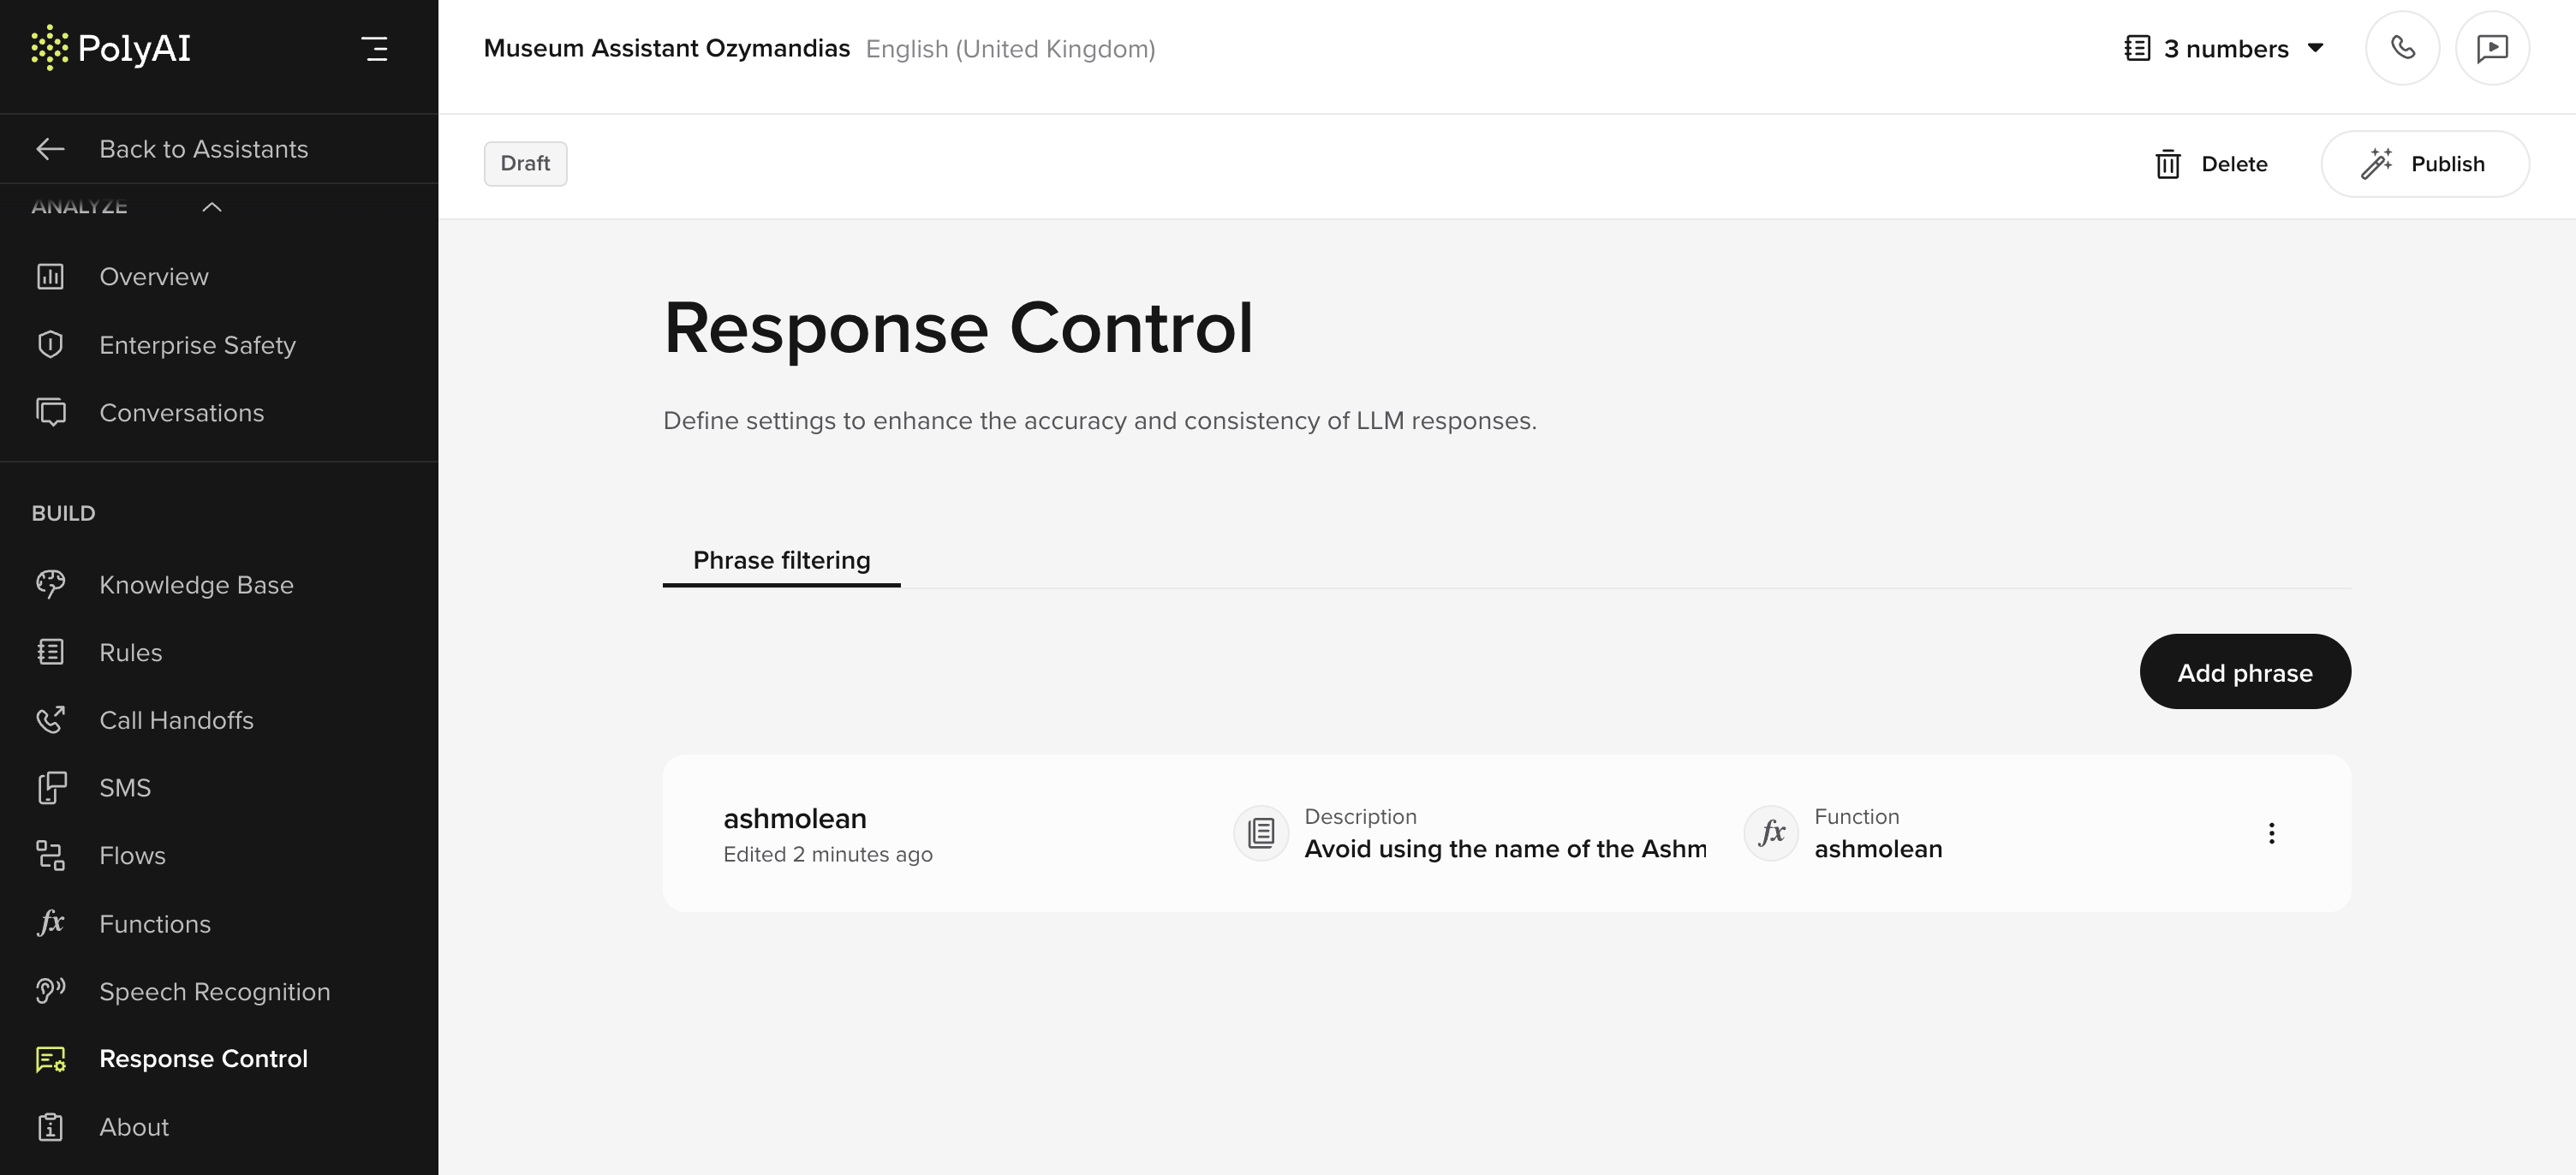 PolyAI
Back to Assistants
ANALYZE
Overview
Enterprise Safety
Conversations
BUILD
Knowledge Base
Rules
Call Handoffs
SMS
Flows
fx Functions
Speech Recognition
Response Control
About
Museum Assistant Ozymandias English (United Kingdom)
3 numbers
Draft
Delete
Publish
Response Control
Define settings to enhance the accuracy and consistency of LLM responses.
Phrase filtering
Add phrase
ashmolean
Edited 2 minutes ago
Description
Avoid using the name of the Ashm
fx
Function
ashmolean